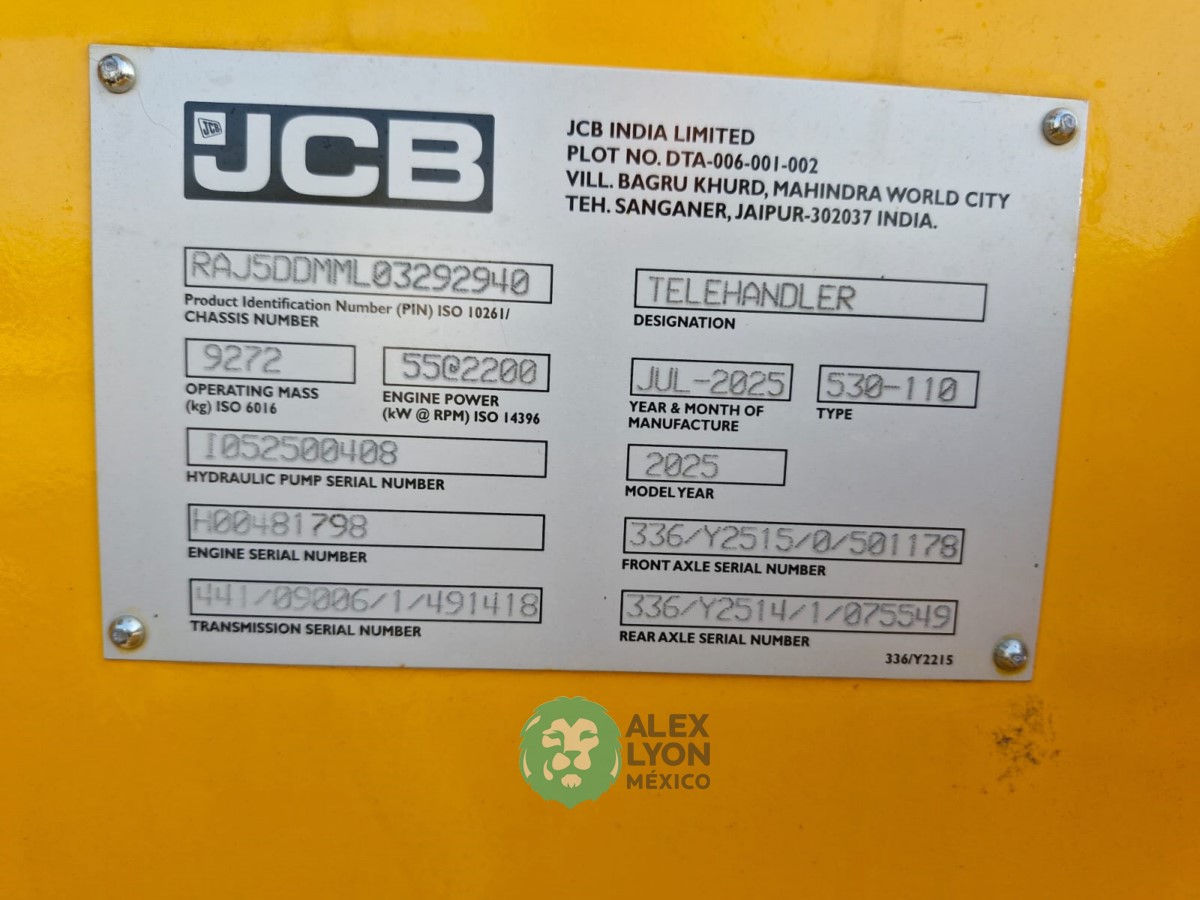 JCB
JCB
JCB INDIA LIMITED
PLOT NO. DTA-006-001-002
VILL. BAGRU KHURD, MAHINDRA WORLD CITY
TEH. SANGANER, JAIPUR-302037 INDIA.
RAJ5DDMML03292940
Product Identification Number (PIN) ISO 10261/
CHASSIS NUMBER
TELEHANDLER
DESIGNATION
9272
OPERATING MASS
(kg) ISO 6016
55@2200
ENGINE POWER
(kW @ RPM) ISO 14396
JUL-2025
YEAR & MONTH OF
MANUFACTURE
530-110
TYPE
I052500408
HYDRAULIC PUMP SERIAL NUMBER
2025
MODEL YEAR
H00481798
ENGINE SERIAL NUMBER
336/Y2515/0/501178
FRONT AXLE SERIAL NUMBER
441/09006/1/491418
TRANSMISSION SERIAL NUMBER
336/Y2514/1/075549
REAR AXLE SERIAL NUMBER
336/Y2215
ALEX
LYON
MÉXICO